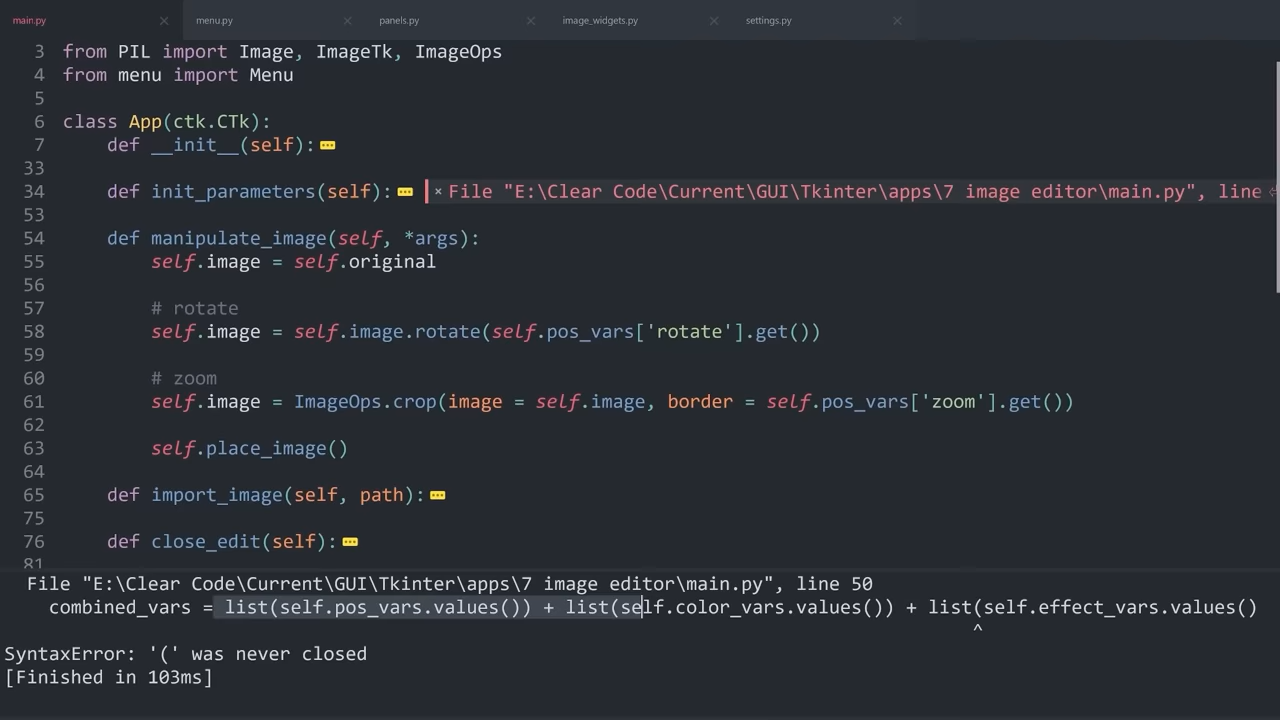 main.py × menu.py × panels.py × image_widgets.py × settings.py ×
3 from PIL import Image, ImageTk, ImageOps
4 from menu import Menu
5
6 class App(ctk.CTk):
7 def __init__(self):
33
34 def init_parameters(self): × File "E:\Clear Code\Current\GUI\Tkinter\apps\7 image editor\main.py", line
53
54 def manipulate_image(self, *args):
55 self.image = self.original
56
57 # rotate
58 self.image = self.image.rotate(self.pos_vars['rotate'].get())
59
60 # zoom
61 self.image = ImageOps.crop(image = self.image, border = self.pos_vars['zoom'].get())
62
63 self.place_image()
64
65 def import_image(self, path):
75
76 def close_edit(self):
81
File "E:\Clear Code\Current\GUI\Tkinter\apps\7 image editor\main.py", line 50
combined_vars = list(self.pos_vars.values()) + list(self.color_vars.values()) + list(self.effect_vars.values()
^
SyntaxError: '(' was never closed
[Finished in 103ms]